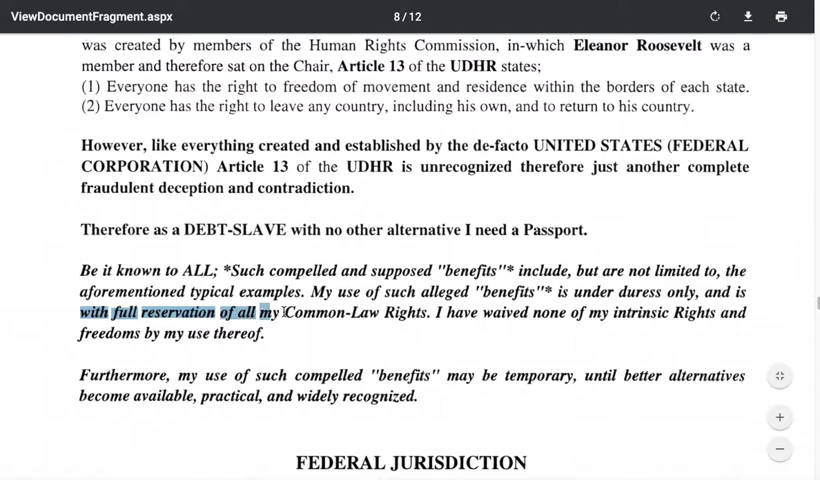 ViewDocumentFragment.aspx
8 / 12
was created by members of the Human Rights Commission, in-which Eleanor Roosevelt was a
member and therefore sat on the Chair, Article 13 of the UDHR states;
(1) Everyone has the right to freedom of movement and residence within the borders of each state.
(2) Everyone has the right to leave any country, including his own, and to return to his country.
However, like everything created and established by the de-facto UNITED STATES (FEDERAL
CORPORATION) Article 13 of the UDHR is unrecognized therefore just another complete
fraudulent deception and contradiction.
Therefore as a DEBT-SLAVE with no other alternative I need a Passport.
Be it known to ALL; *Such compelled and supposed "benefits"* include, but are not limited to, the
aforementioned typical examples. My use of such alleged "benefits"* is under duress only, and is
with full reservation of all my Common-Law Rights. I have waived none of my intrinsic Rights and
freedoms by my use thereof.
Furthermore, my use of such compelled "benefits" may be temporary, until better alternatives
become available, practical, and widely recognized.
FEDERAL JURISDICTION